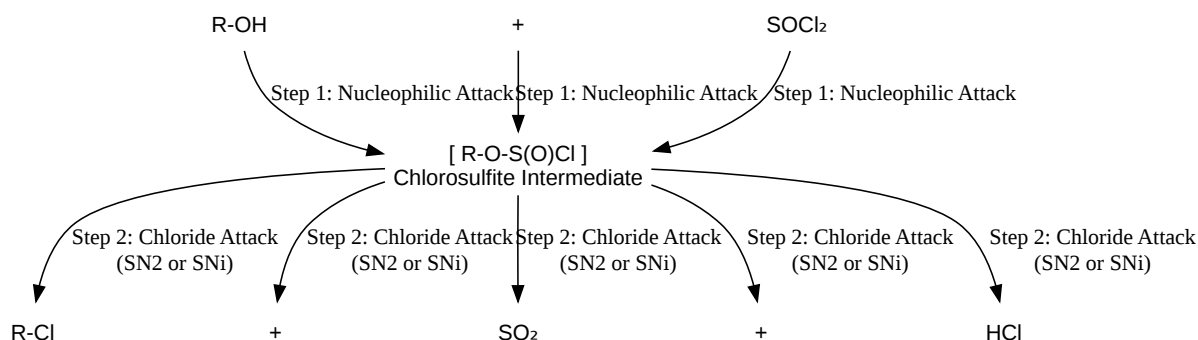 R-OH + SOCl₂
Step 1: Nucleophilic Attack Step 1: Nucleophilic Attack Step 1: Nucleophilic Attack
[ R-O-S(O)Cl ]
Chlorosulfite Intermediate
Step 2: Chloride Attack Step 2: Chloride Attack Step 2: Chloride Attack Step 2: Chloride Attack Step 2: Chloride Attack
(SN2 or SNi) (SN2 or SNi) (SN2 or SNi) (SN2 or SNi) (SN2 or SNi)
R-Cl + SO₂ + HCl